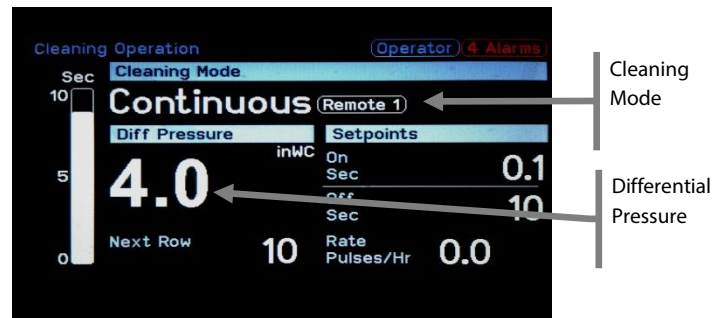 Cleaning Operation Operator 4 Alarms
Sec Cleaning Mode
10 Continuous Remote 1
Diff Pressure Setpoints
inWC On Sec 0.1
5 4.0
Off Sec 10
Next Row 10 Rate Pulses/Hr 0.0
0
Cleaning Mode
Differential Pressure